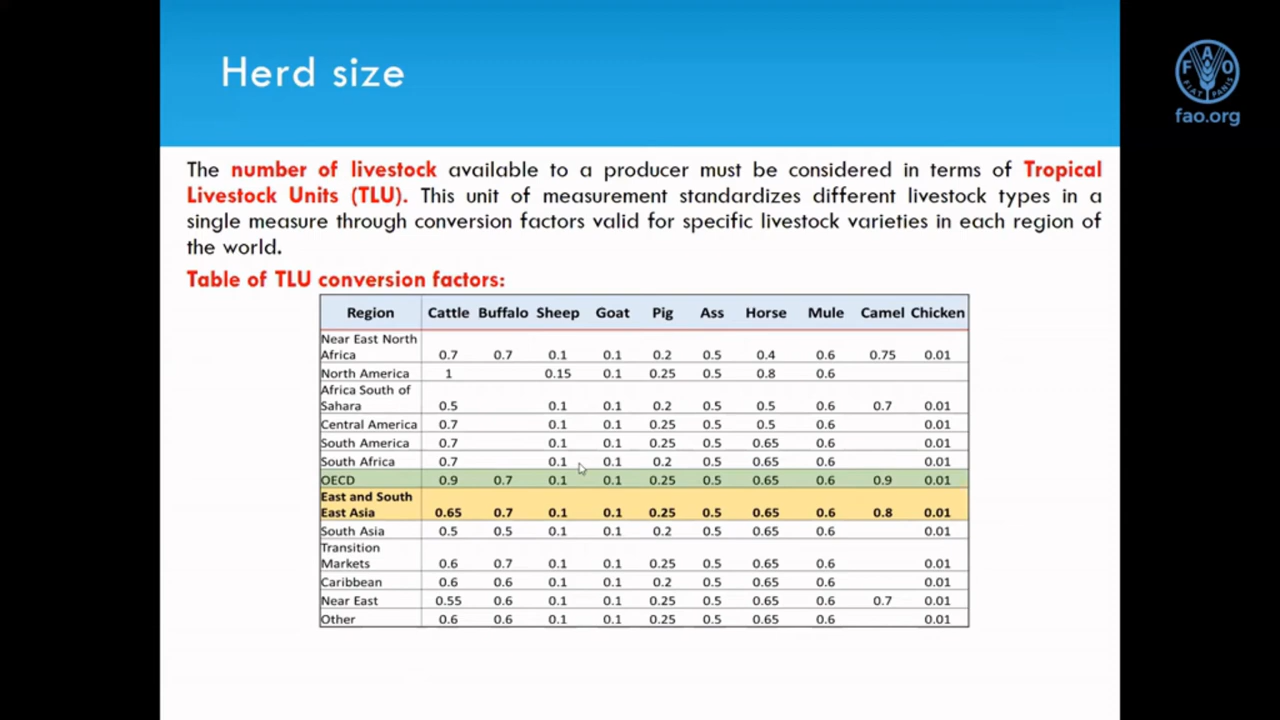 Herd size
fao.org
The number of livestock available to a producer must be considered in terms of Tropical
Livestock Units (TLU). This unit of measurement standardizes different livestock types in a
single measure through conversion factors valid for specific livestock varieties in each region of
the world.
Table of TLU conversion factors:
Region Cattle Buffalo Sheep Goat Pig Ass Horse Mule Camel Chicken
Near East North
Africa 0.7 0.7 0.1 0.1 0.2 0.5 0.4 0.6 0.75 0.01
North America 1 0.15 0.1 0.25 0.5 0.8 0.6
Africa South of
Sahara 0.5 0.1 0.1 0.2 0.5 0.5 0.6 0.7 0.01
Central America 0.7 0.1 0.1 0.25 0.5 0.5 0.6 0.01
South America 0.7 0.1 0.1 0.25 0.5 0.65 0.6 0.01
South Africa 0.7 0.1 0.1 0.2 0.5 0.65 0.6 0.01
OECD 0.9 0.7 0.1 0.1 0.25 0.5 0.65 0.6 0.9 0.01
East and South
East Asia 0.65 0.7 0.1 0.1 0.25 0.5 0.65 0.6 0.8 0.01
South Asia 0.5 0.5 0.1 0.1 0.2 0.5 0.65 0.6 0.01
Transition
Markets 0.6 0.7 0.1 0.1 0.25 0.5 0.65 0.6 0.01
Caribbean 0.6 0.6 0.1 0.1 0.2 0.5 0.65 0.6 0.01
Near East 0.55 0.6 0.1 0.1 0.25 0.5 0.65 0.6 0.7 0.01
Other 0.6 0.6 0.1 0.1 0.25 0.5 0.65 0.6 0.01